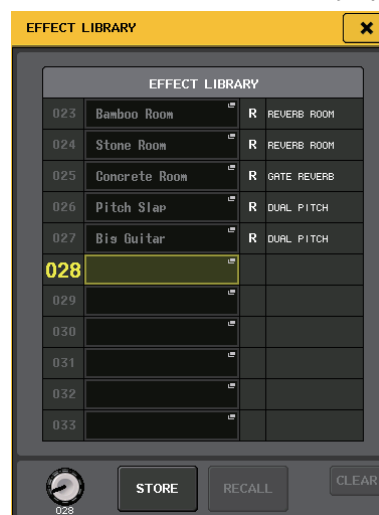 EFFECT LIBRARY
EFFECT LIBRARY
023 Bamboo Room R REVERB ROOM
024 Stone Room R REVERB ROOM
025 Concrete Room R GATE REVERB
026 Pitch Slap R DUAL PITCH
027 Big Guitar R DUAL PITCH
028
029
030
031
032
033
STORE RECALL CLEAR
028